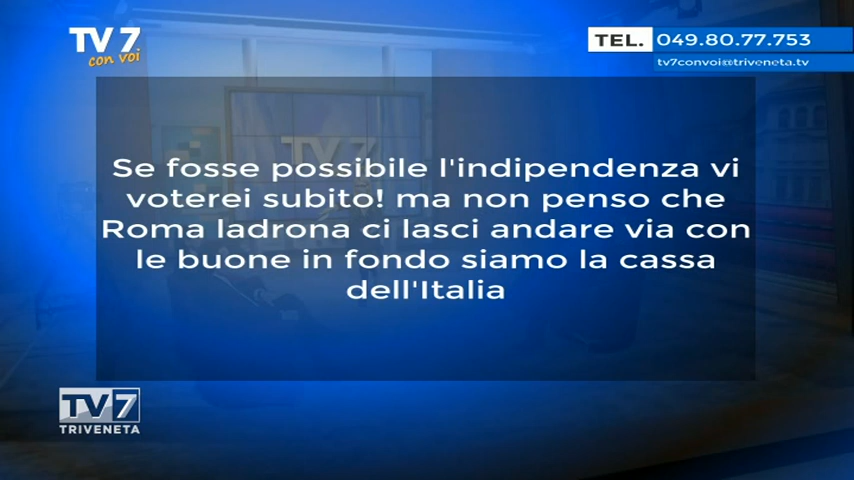 TV7
con voi
TEL. 049.80.77.753
tv7convoi@triveneta.tv
TV7
Se fosse possibile l'indipendenza vi
voterei subito! ma non penso che
Roma ladrona ci lasci andare via con
le buone in fondo siamo la cassa
dell'Italia
TV7
TRIVENETA